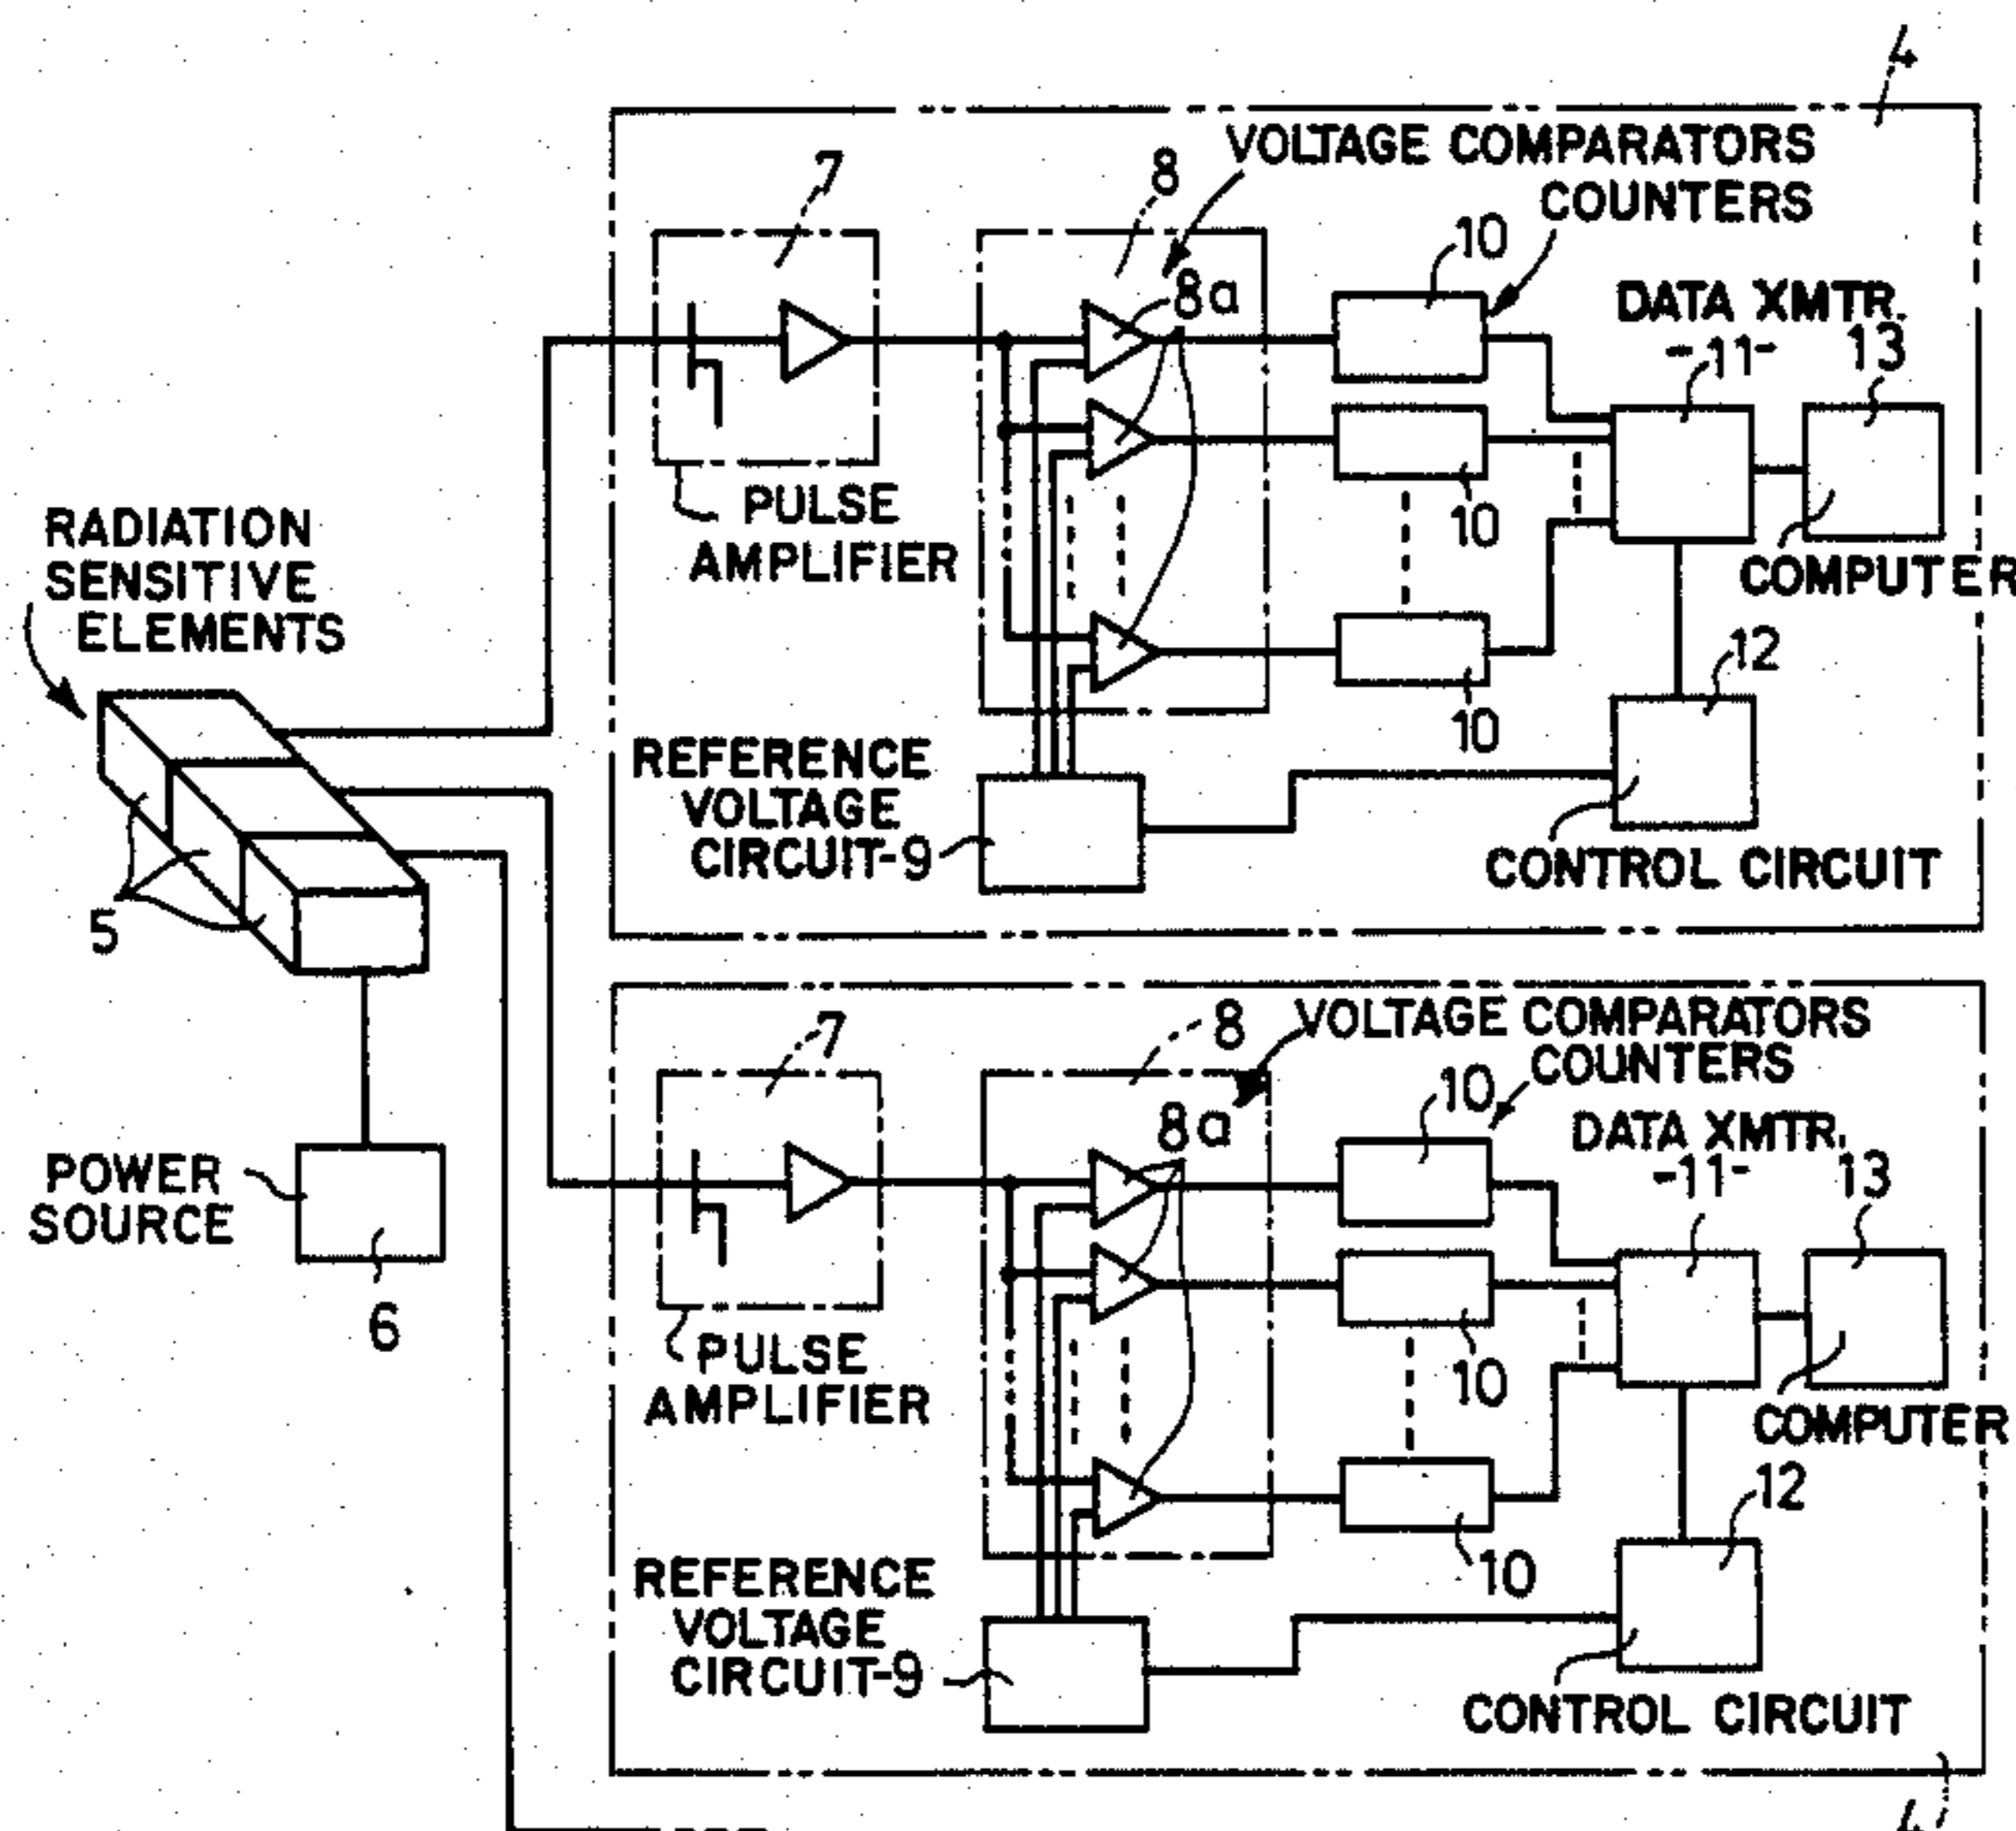 4
VOLTAGE COMPARATORS
COUNTERS
7
8
8a
10
DATA XMTR.
-11-
13
PULSE
AMPLIFIER
10
COMPUTER
RADIATION
SENSITIVE
ELEMENTS
12
10
REFERENCE
VOLTAGE
CIRCUIT-9
CONTROL CIRCUIT
5
8
VOLTAGE COMPARATORS
COUNTERS
7
8a
10
DATA XMTR.
-11-
13
POWER
SOURCE
6
PULSE
AMPLIFIER
10
COMPUTER
12
10
REFERENCE
VOLTAGE
CIRCUIT-9
CONTROL CIRCUIT
4